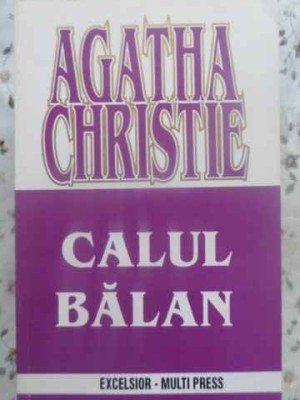 AGATHA
CHRISTIE
CALUL
BĂLAN
EXCELSIOR - MULTI PRESS